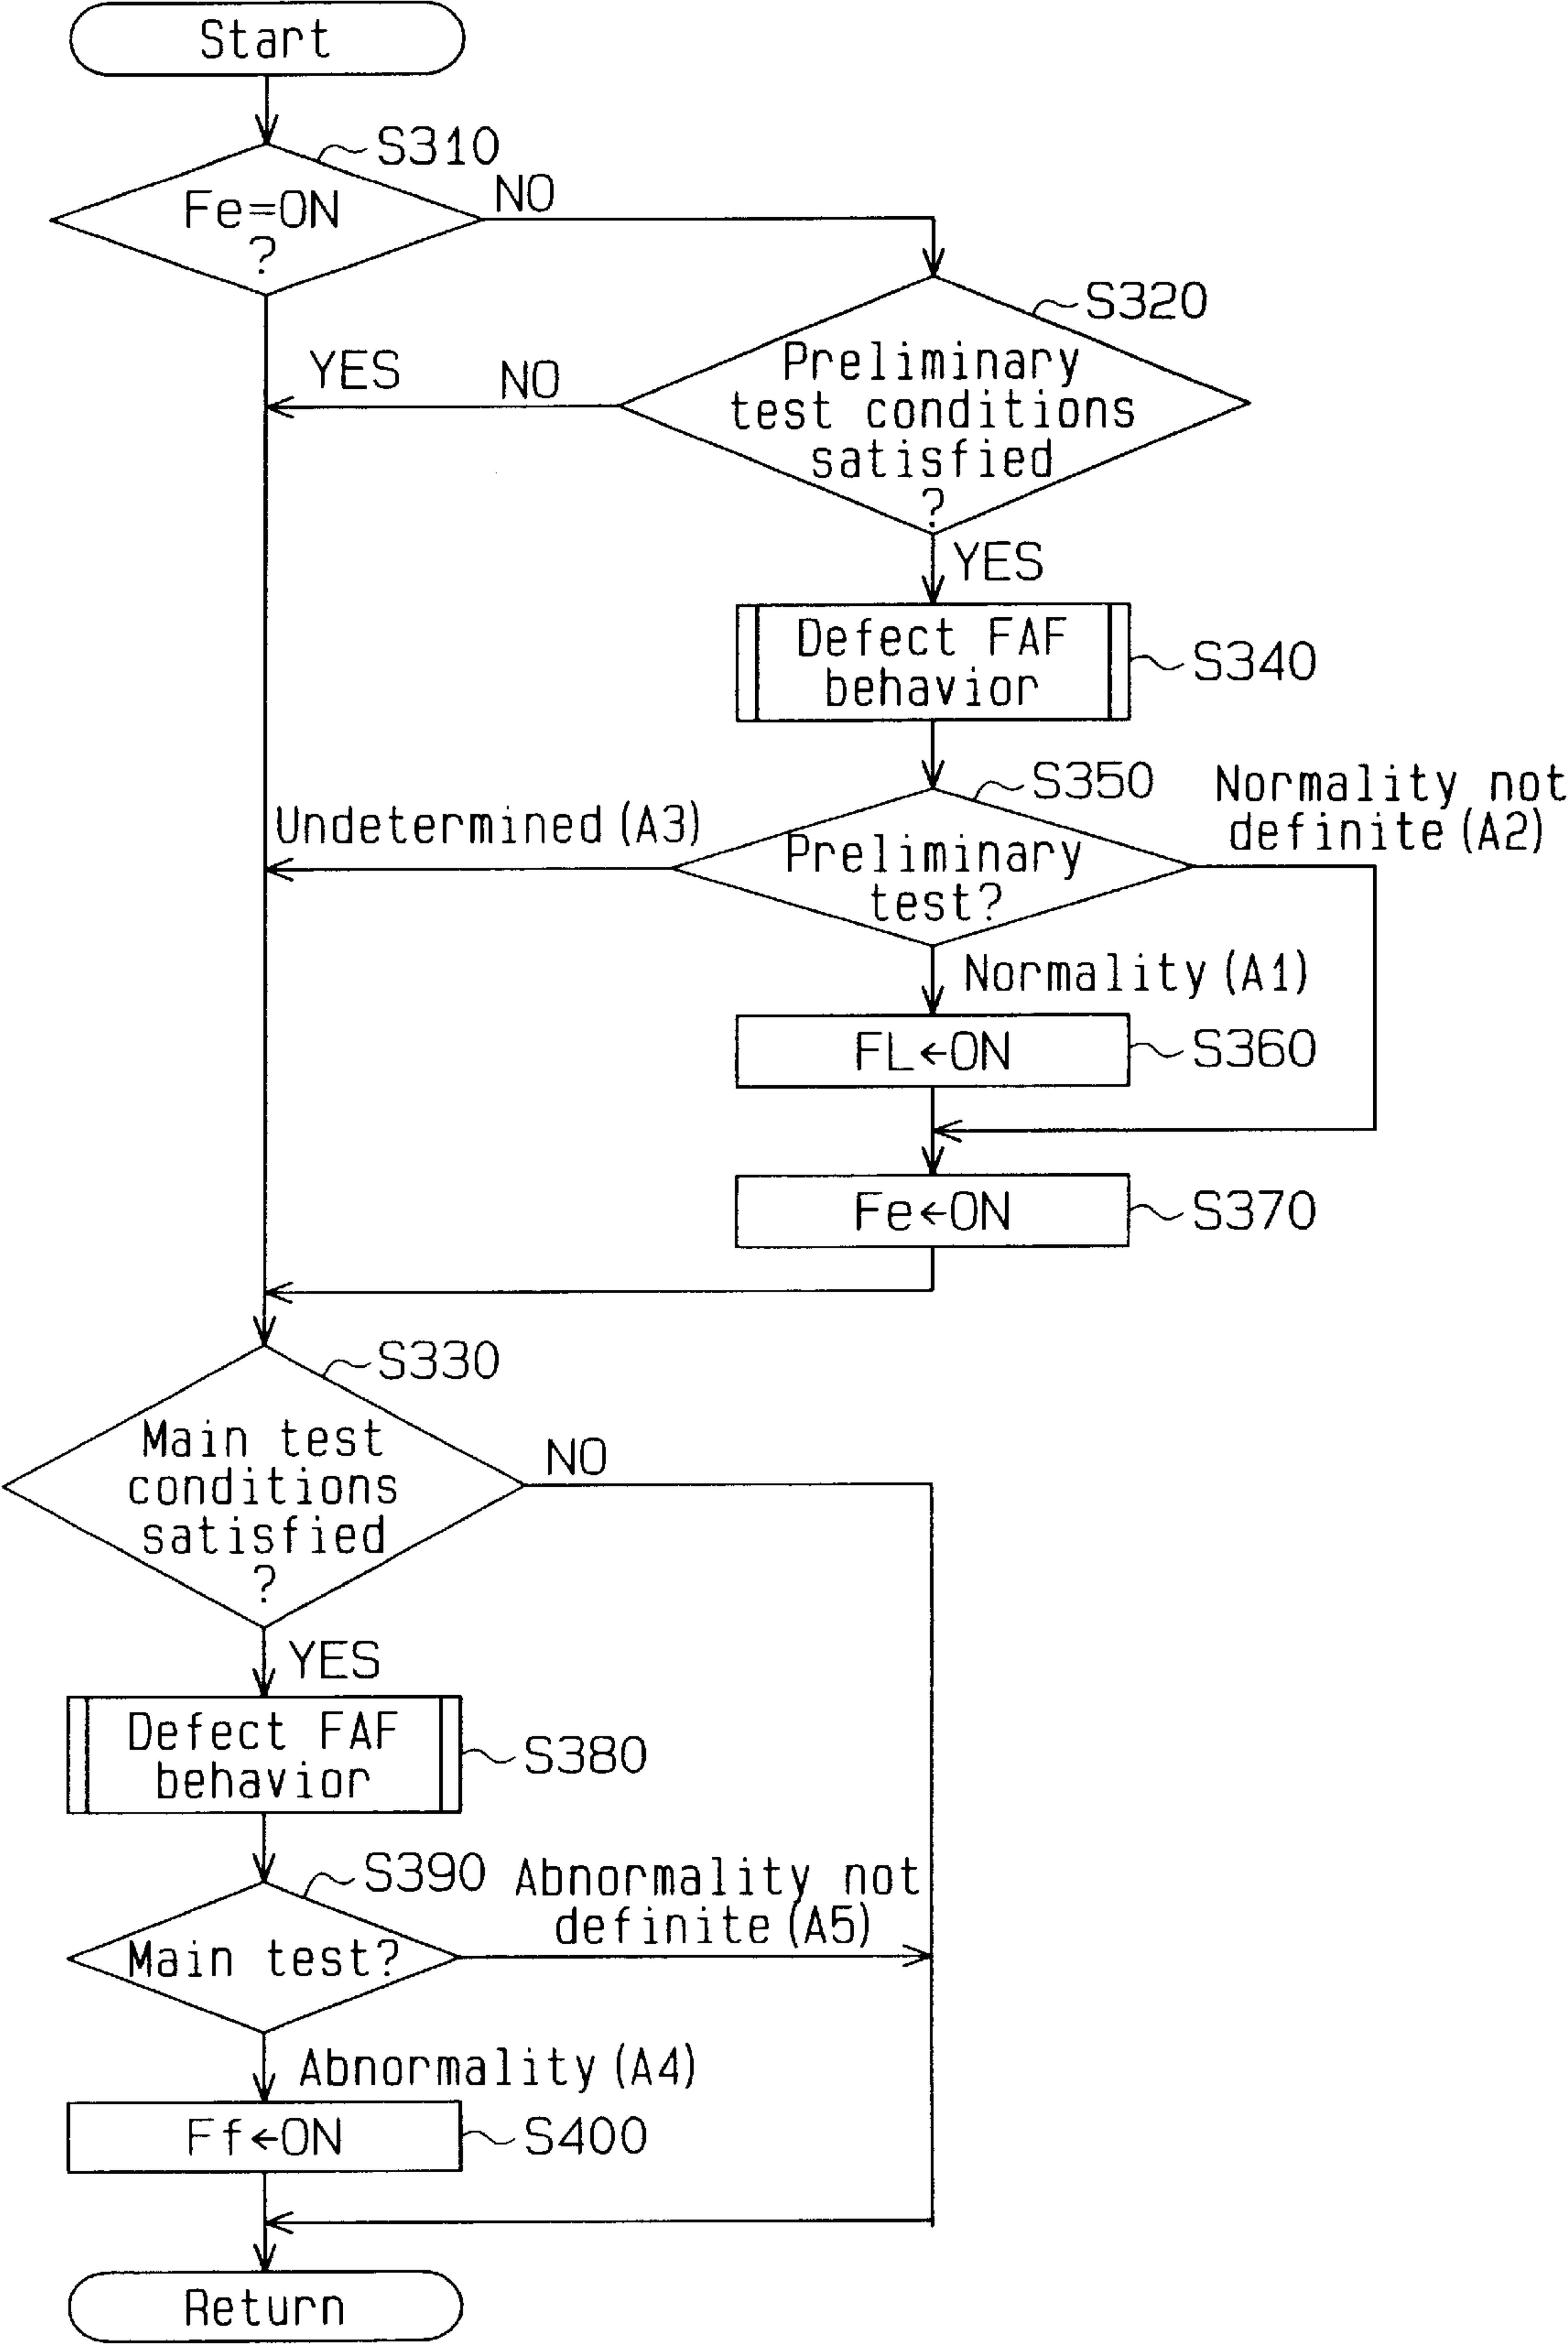 Start
S310
Fe=ON
?
NO
S320
Preliminary
test conditions
satisfied
?
YES
NO
YES
Defect FAF
behavior
S340
S350
Preliminary
test?
Undetermined (A3)
Normality not
definite (A2)
Normality (A1)
FL←ON
S360
Fe←ON
S370
S330
Main test
conditions
satisfied
?
NO
YES
Defect FAF
behavior
S380
S390
Main test?
Abnormality not
definite (A5)
Abnormality (A4)
Ff←ON
S400
Return